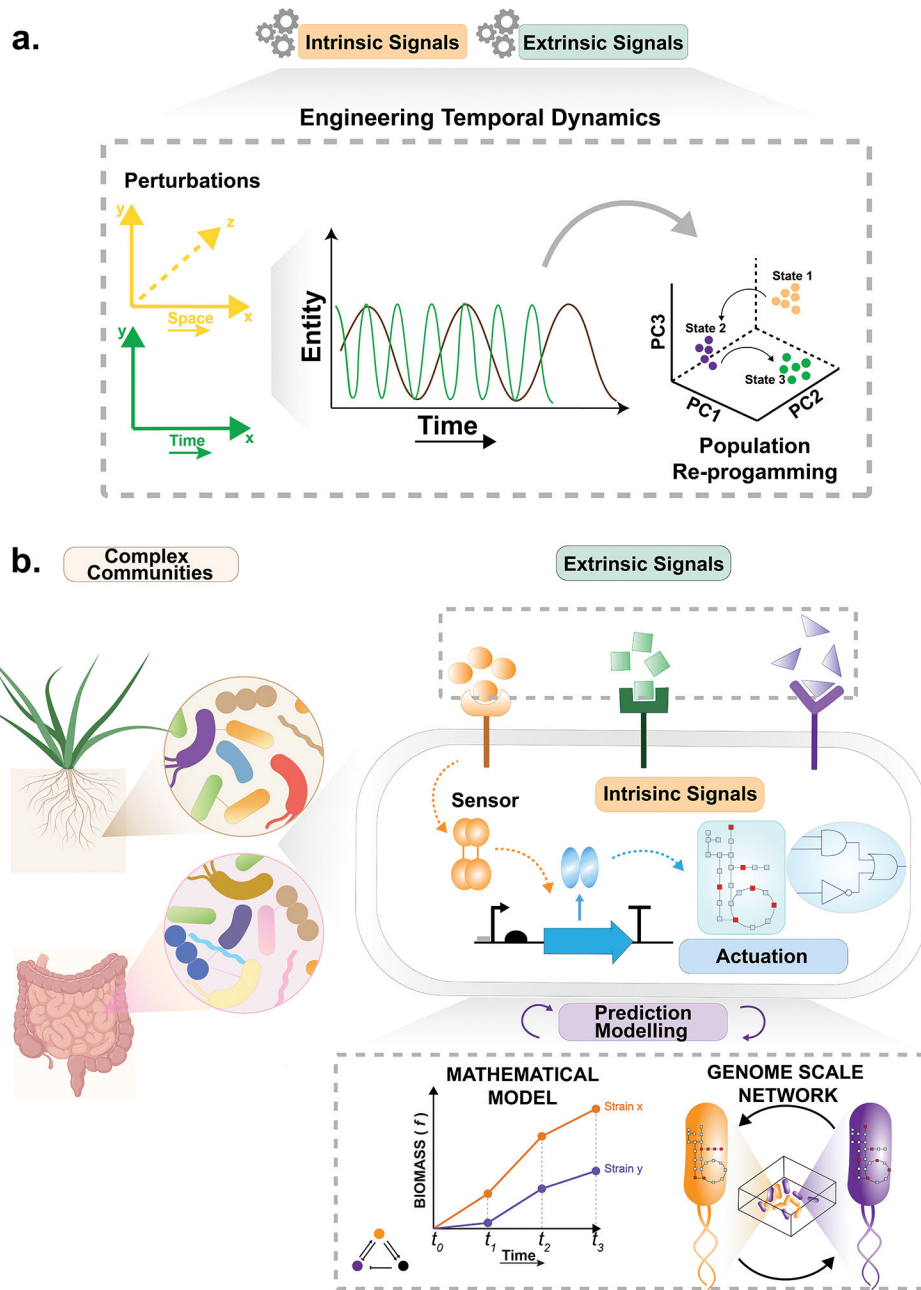 a.
Intrinsic Signals
Extrinsic Signals
Engineering Temporal Dynamics
Perturbations
y
z
Space
x
y
Time
x
Entity
Time
State 1
State 2
State 3
PC3
PC1
PC2
Population
Re-progamming
b.
Complex
Communities
Extrinsic Signals
Intrisinc Signals
Sensor
Actuation
Prediction
Modelling
MATHEMATICAL
MODEL
BIOMASS (f)
Strain x
Strain y
t0
t1
t2
t3
Time
GENOME SCALE
NETWORK